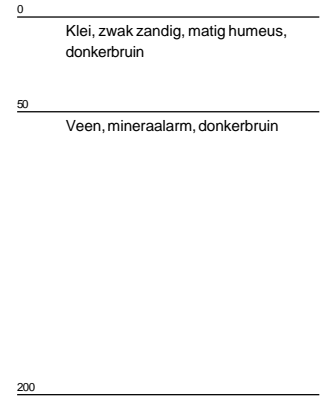 0
Klei, zwak zandig, matig humeus,
donkerbruin
50
Veen, mineraalarm, donkerbruin
200